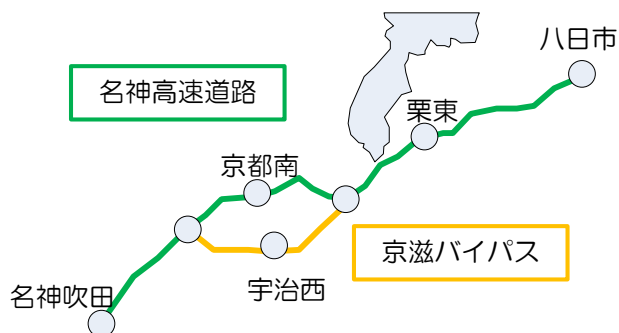 八日市
名神高速道路
栗東
京都南
京滋バイパス
宇治西
名神吹田